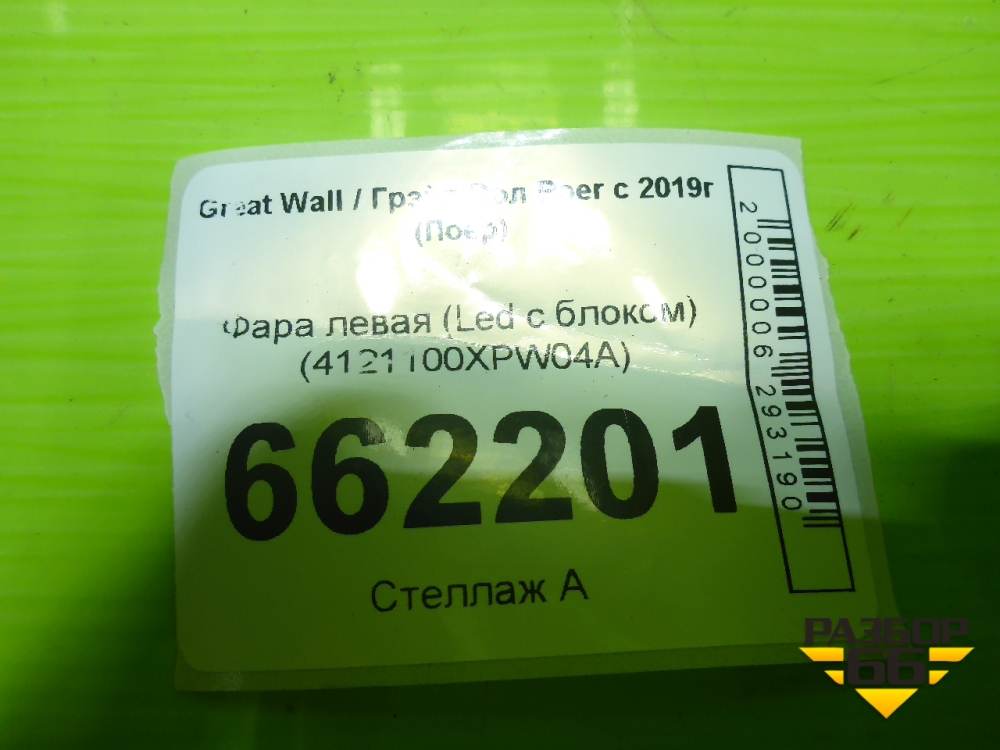 Great Wall / Грэйт Вол Poer с 2019г
(Поер)
Фара левая (Led с блоком)
(4121100XPW04A)
662201
Стеллаж А
2000006293190
РАЗБОР
66